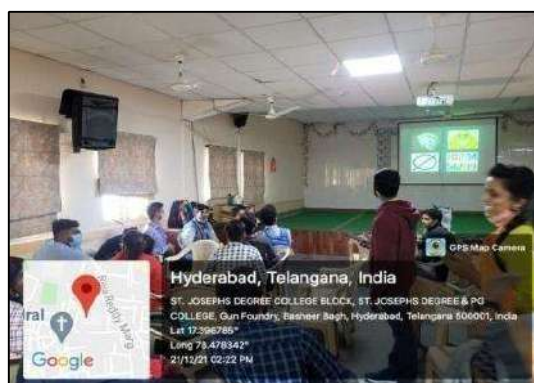 GPS Map Camera
Hyderabad, Telangana, India
ST. JOSEPHS DEGREE COLLEGE BLOCK, ST. JOSEPHS DEGREE & PG
COLLEGE, Gun Foundry, Basheer Bagh, Hyderabad, Telangana 500001, India
Lat 17.396785°
Long 78.478342°
21/12/21 02:22 PM
Reddy Marg
ral
Google